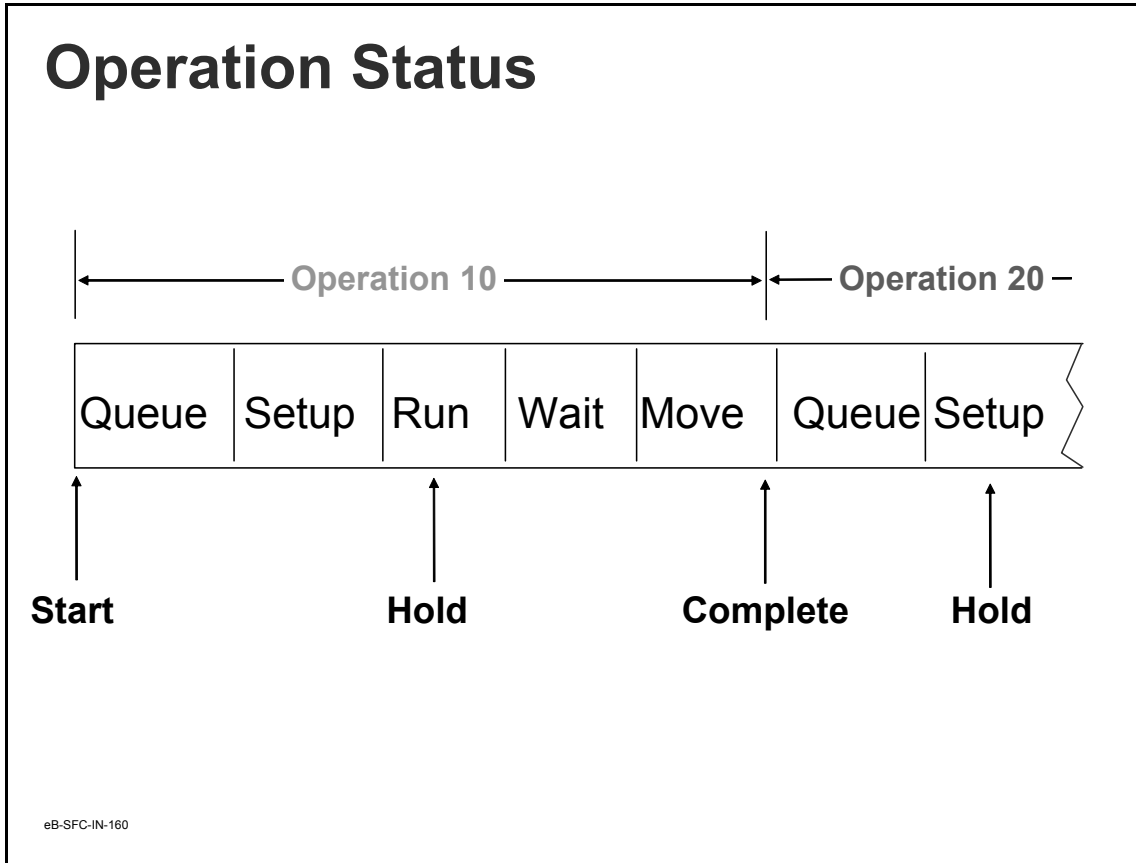 Operation Status
Operation 10 Operation 20
Queue Setup Run Wait Move Queue Setup
Start Hold Complete Hold
eB-SFC-IN-160